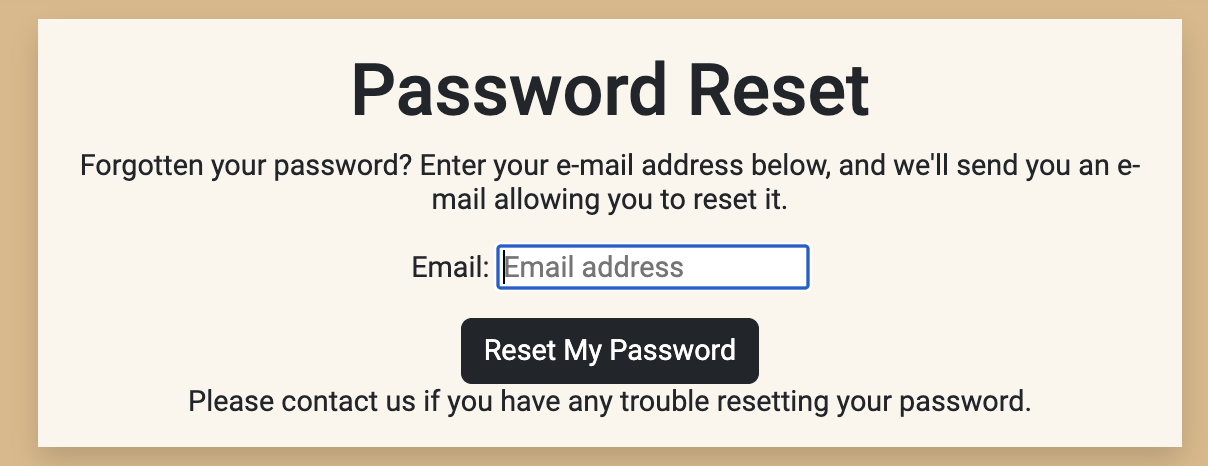 Password Reset
Forgotten your password? Enter your e-mail address below, and we'll send you an e-
mail allowing you to reset it.
Email: Email address
Reset My Password
Please contact us if you have any trouble resetting your password.